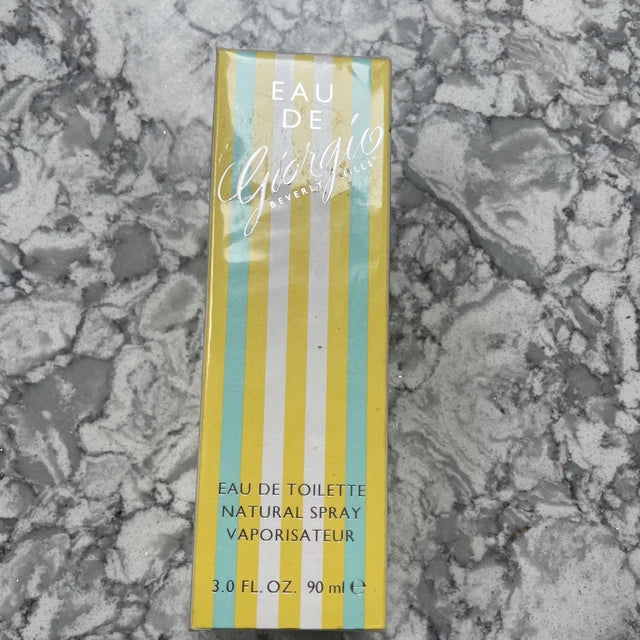 EAU
DE
Giorgio
BEVERLY HILLS
EAU DE TOILETTE
NATURAL SPRAY
VAPORISATEUR
3.0 FL. OZ. 90 ml ℮